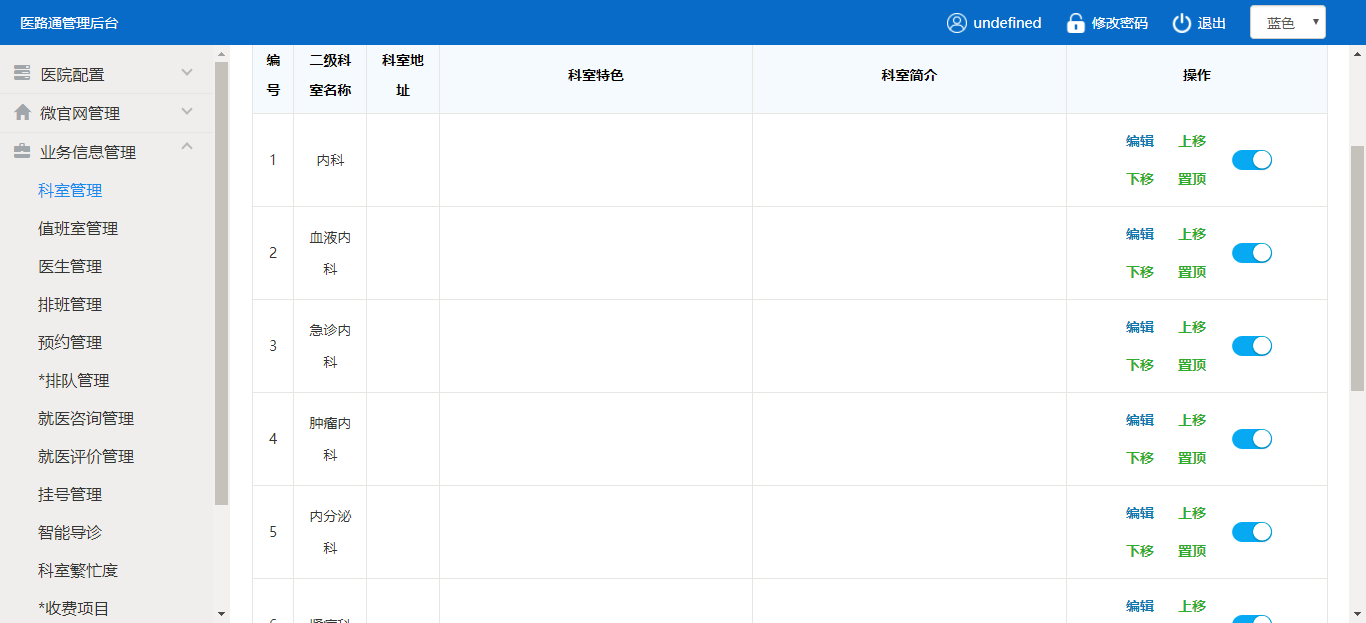 医路通管理后台
undefined 修改密码 退出 蓝色
医院配置
微官网管理
业务信息管理
科室管理
值班室管理
医生管理
排班管理
预约管理
*排队管理
就医咨询管理
就医评价管理
挂号管理
智能导诊
科室繁忙度
*收费项目
编号 二级科室名称 科室地址 科室特色 科室简介 操作
1 内科 编辑 上移
下移 置顶
2 血液内科 编辑 上移
下移 置顶
3 急诊内科 编辑 上移
下移 置顶
4 肿瘤内科 编辑 上移
下移 置顶
5 内分泌科 编辑 上移
下移 置顶
编辑 上移